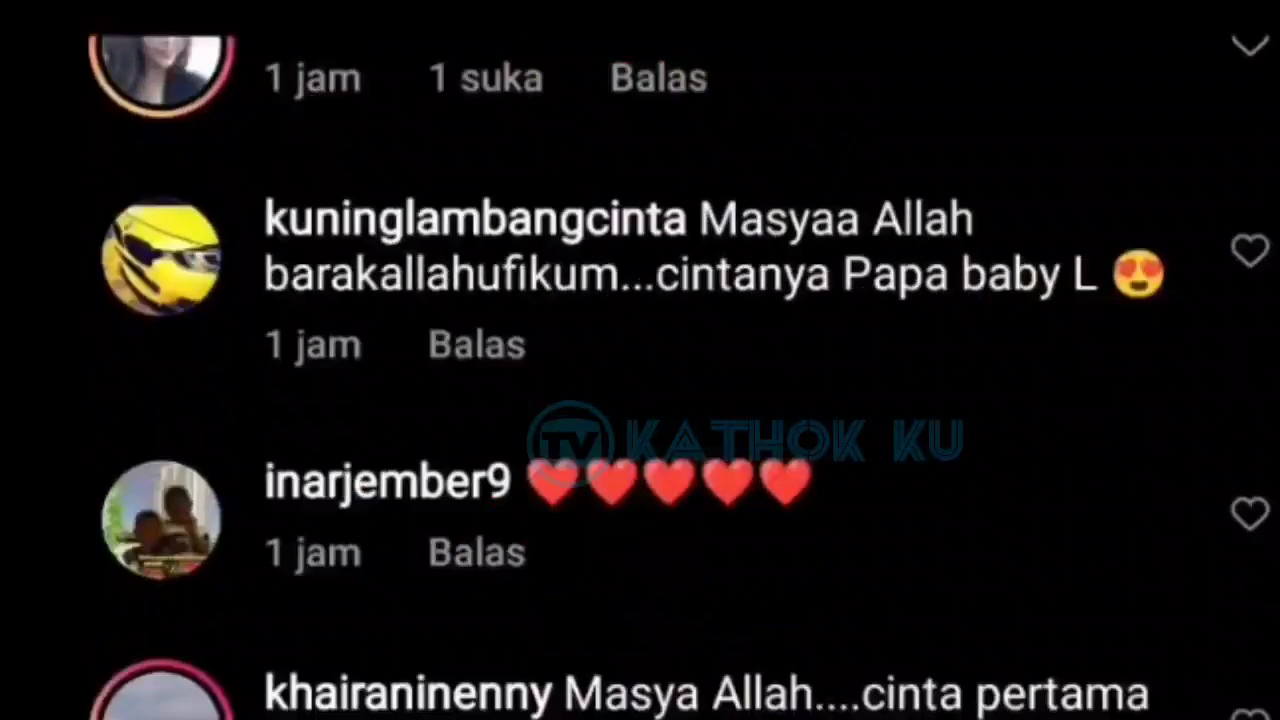 1 jam 1 suka Balas
kuninglambangcinta Masyaa Allah
barakallahufikum...cintanya Papa baby L 😍
1 jam Balas
TV KATHOK KU
inarjember9 ❤️❤️❤️❤️❤️
1 jam Balas
khairaninenny Masya Allah....cinta pertama